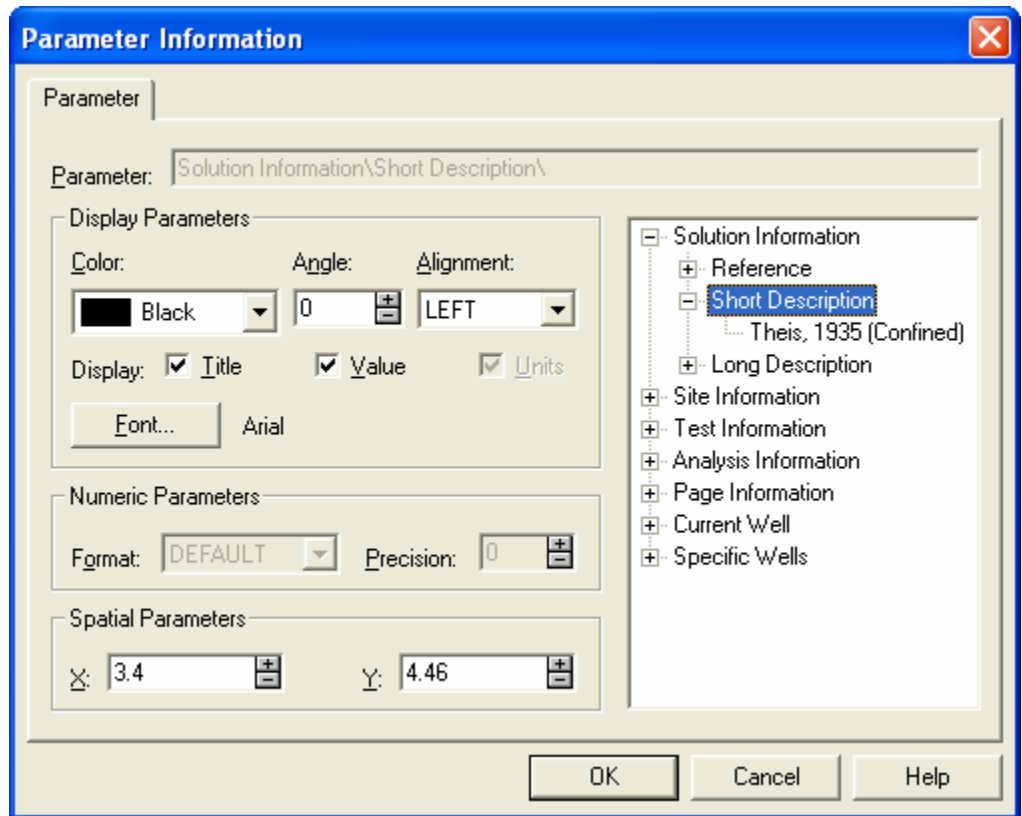 Parameter Information
Parameter
Parameter: Solution Information\Short Description\
Display Parameters
Color: Angle: Alignment:
Black 0 LEFT
Display: Title Value Units
Font... Arial
Numeric Parameters
Format: DEFAULT Precision: 0
Spatial Parameters
X: 3.4 Y: 4.46
Solution Information
Reference
Short Description
Theis, 1935 (Confined)
Long Description
Site Information
Test Information
Analysis Information
Page Information
Current Well
Specific Wells
OK Cancel Help